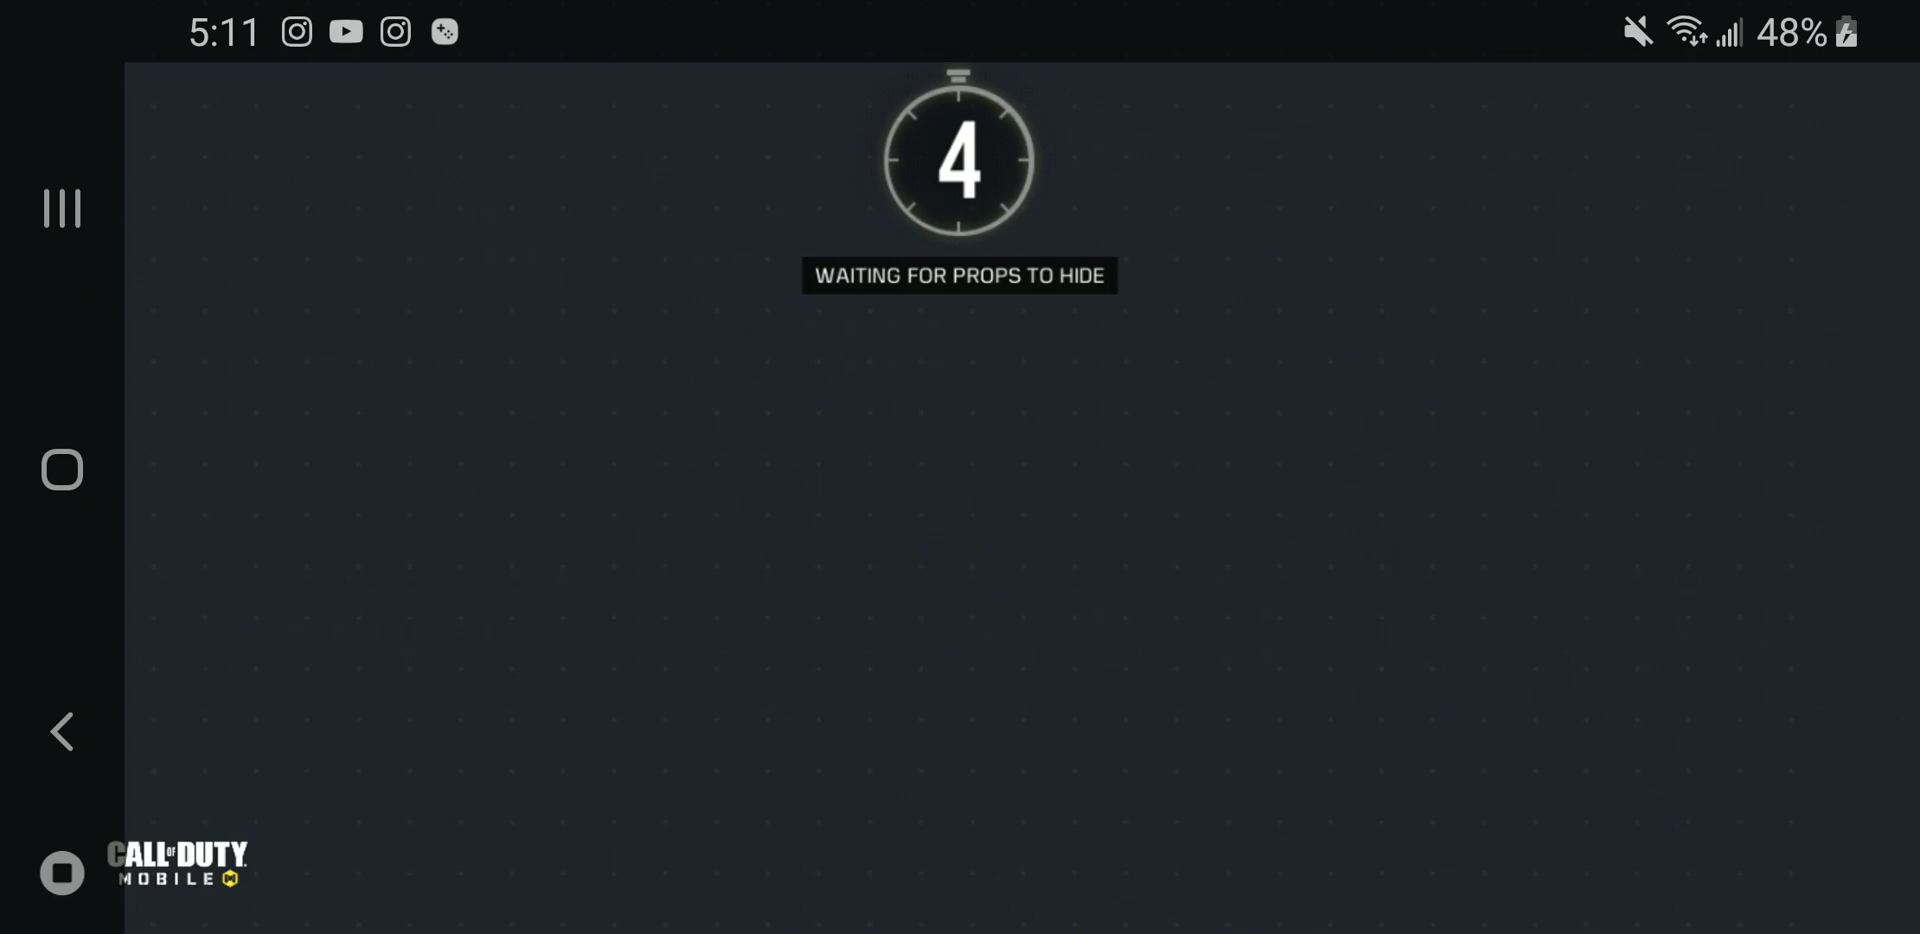 5:11
48%
4
WAITING FOR PROPS TO HIDE
CALL OF DUTY
MOBILE